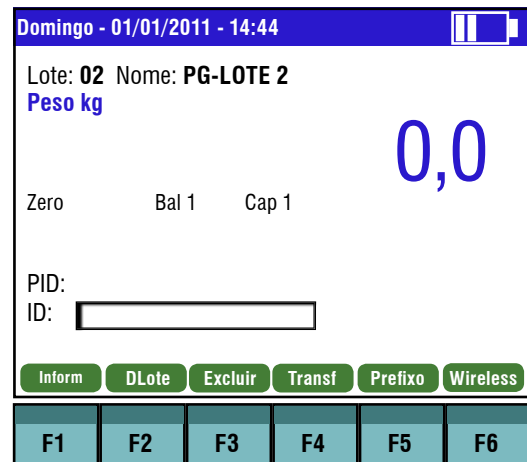 Domingo - 01/01/2011 - 14:44
Lote: 02 Nome: PG-LOTE 2
Peso kg
0,0
Zero Bal 1 Cap 1
PID:
ID:
Inform DLote Excluir Transf Prefixo Wireless
F1 F2 F3 F4 F5 F6